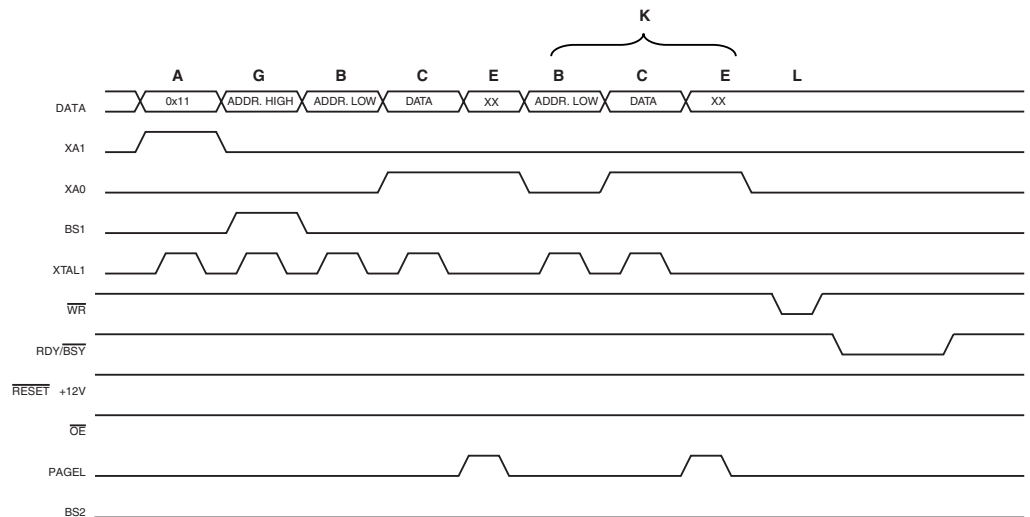 K
A G B C E B C E L
DATA 0x11 ADDR. HIGH ADDR. LOW DATA XX ADDR. LOW DATA XX
XA1
XA0
BS1
XTAL1
WR
RDY/BSY
RESET +12V
OE
PAGEL
BS2